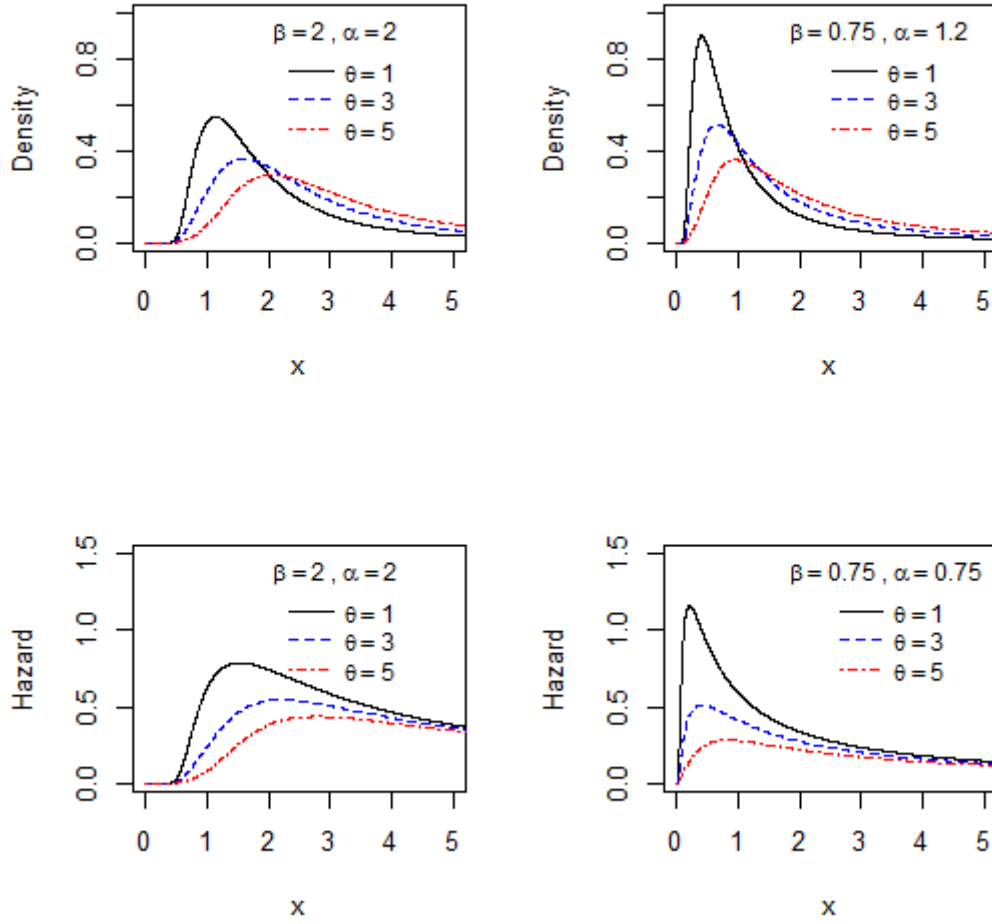 β = 2 , α = 2
θ = 1
θ = 3
θ = 5
Density
0.0 0.4 0.8
0 1 2 3 4 5
x
β = 0.75 , α = 1.2
θ = 1
θ = 3
θ = 5
Density
0.0 0.4 0.8
0 1 2 3 4 5
x
β = 2 , α = 2
θ = 1
θ = 3
θ = 5
Hazard
0.0 0.5 1.0 1.5
0 1 2 3 4 5
x
β = 0.75 , α = 0.75
θ = 1
θ = 3
θ = 5
Hazard
0.0 0.5 1.0 1.5
0 1 2 3 4 5
x